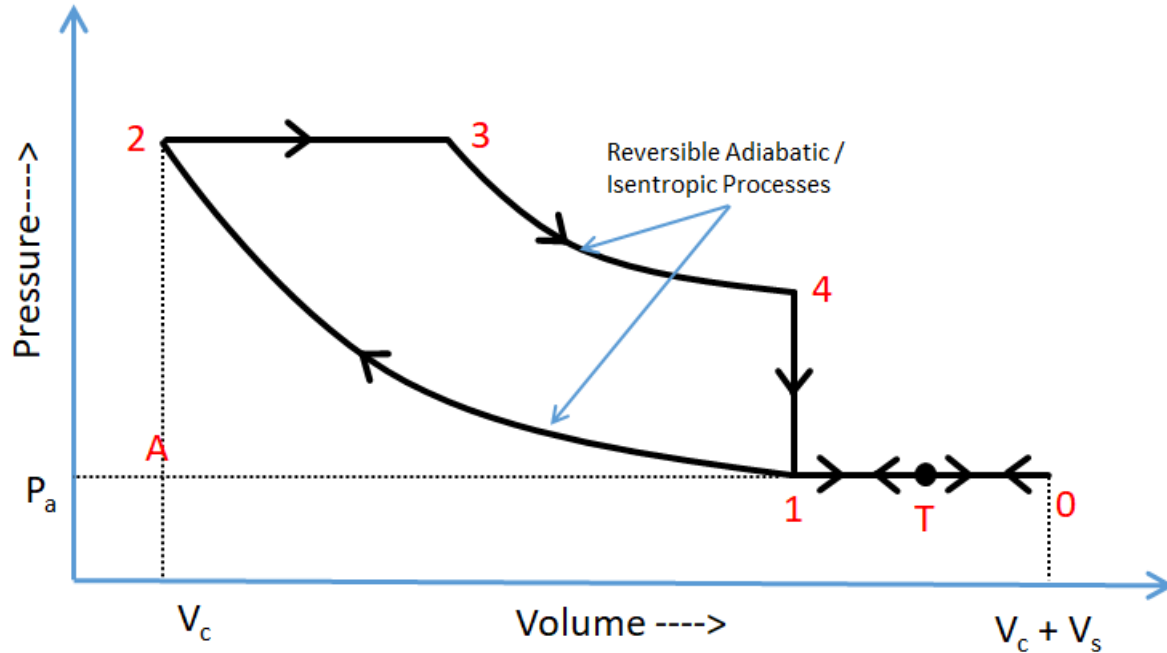 2
3
Reversible Adiabatic /
Isentropic Processes
Pressure---->
4
A
Pa
1
T
0
Vc
Volume ---->
Vc + Vs